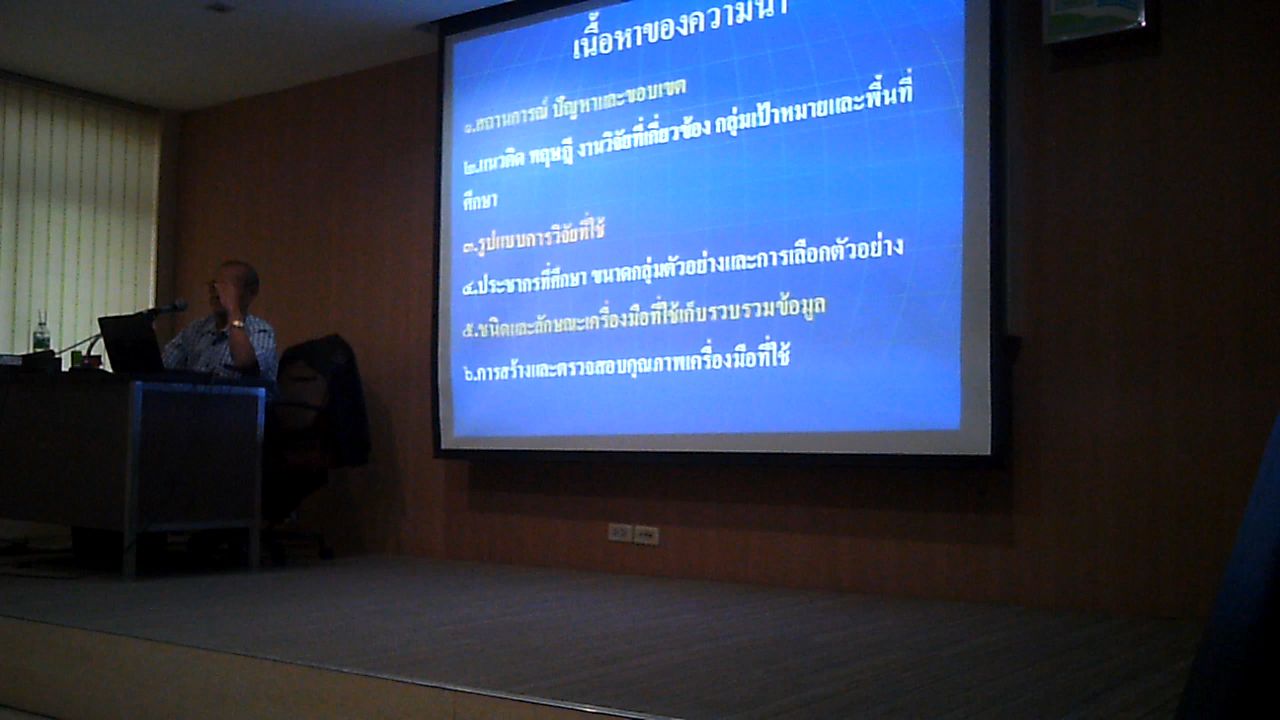 เนื้อหาของความนำ
๑.สถานการณ์ ปัญหาและขอบเขต
๒.แนวคิด ทฤษฎี งานวิจัยที่เกี่ยวข้อง กลุ่มเป้าหมายและพื้นที่
ศึกษา
๓.รูปแบบการวิจัยที่ใช้
๔.ประชากรที่ศึกษา ขนาดกลุ่มตัวอย่างและการเลือกตัวอย่าง
๕.ชนิดและลักษณะเครื่องมือที่ใช้เก็บรวบรวมข้อมูล
๖.การสร้างและตรวจสอบคุณภาพเครื่องมือที่ใช้